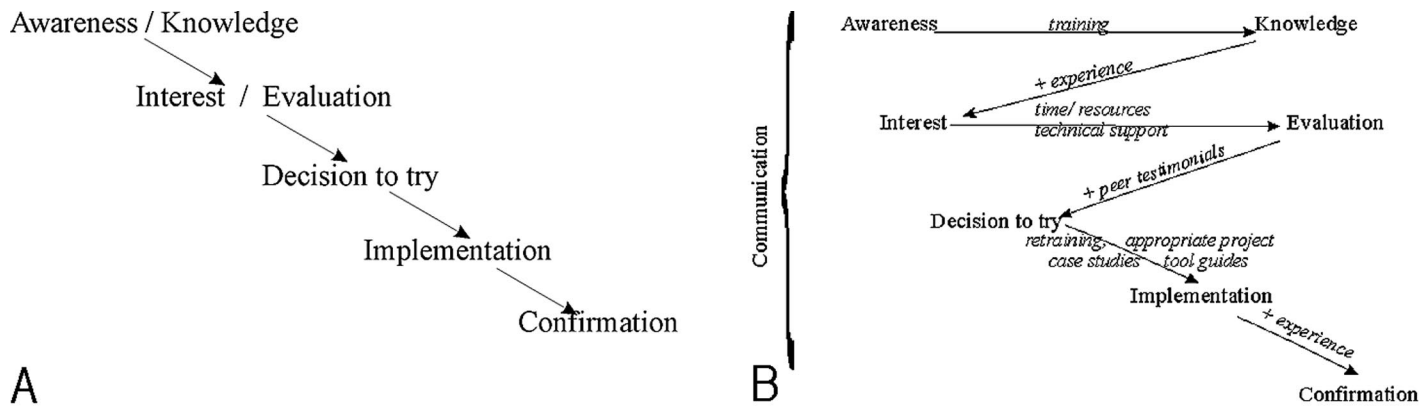 Awareness / Knowledge
Interest / Evaluation
Decision to try
Implementation
Confirmation
A
Communication
B
Awareness training Knowledge
+ experience
Interest time/ resources Evaluation
technical support
+ peer testimonials
Decision to try
retraining, appropriate project
case studies tool guides
Implementation
+ experience
Confirmation